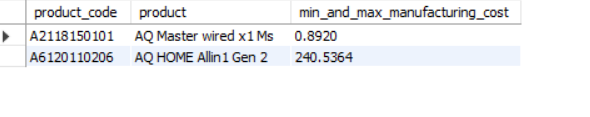 product_code product min_and_max_manufacturing_cost
A2118150101 AQ Master wired x1 Ms 0.8920
A6120110206 AQ HOME Allin1 Gen 2 240.5364